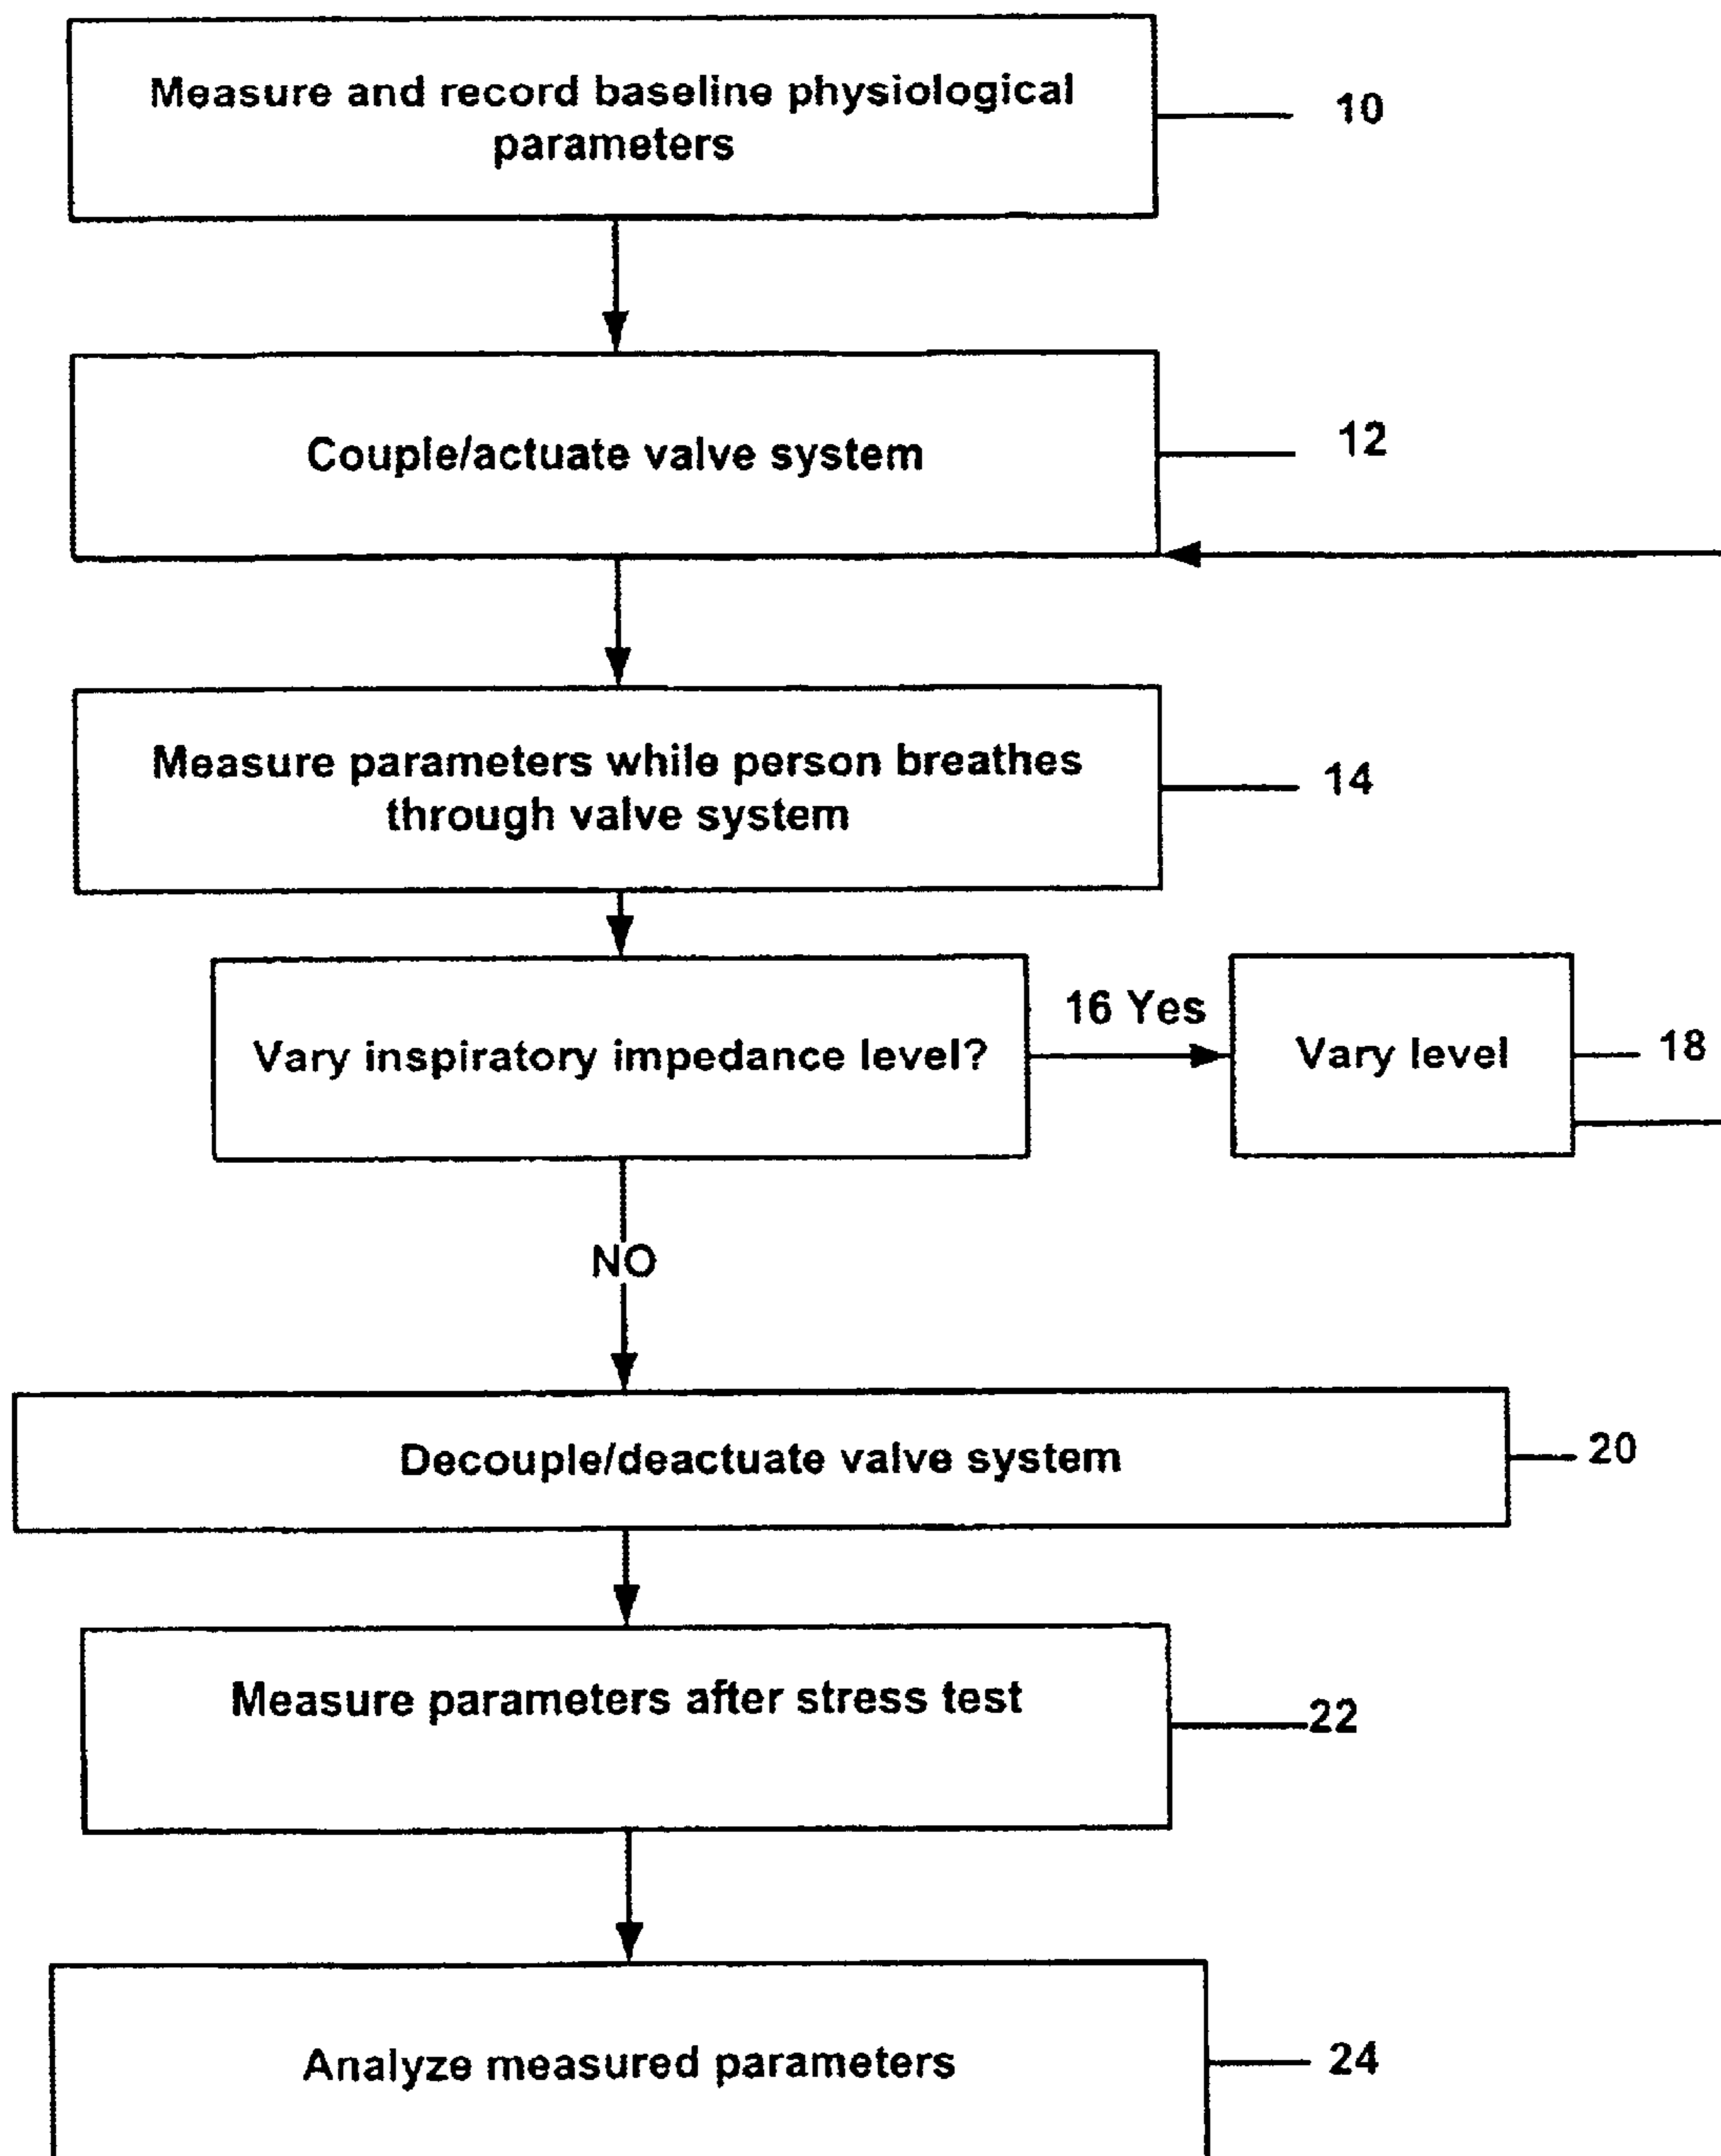 Measure and record baseline physiological
parameters
10
Couple/actuate valve system
12
Measure parameters while person breathes
through valve system
14
Vary inspiratory impedance level?
16 Yes
Vary level
18
NO
Decouple/deactuate valve system
20
Measure parameters after stress test
22
Analyze measured parameters
24